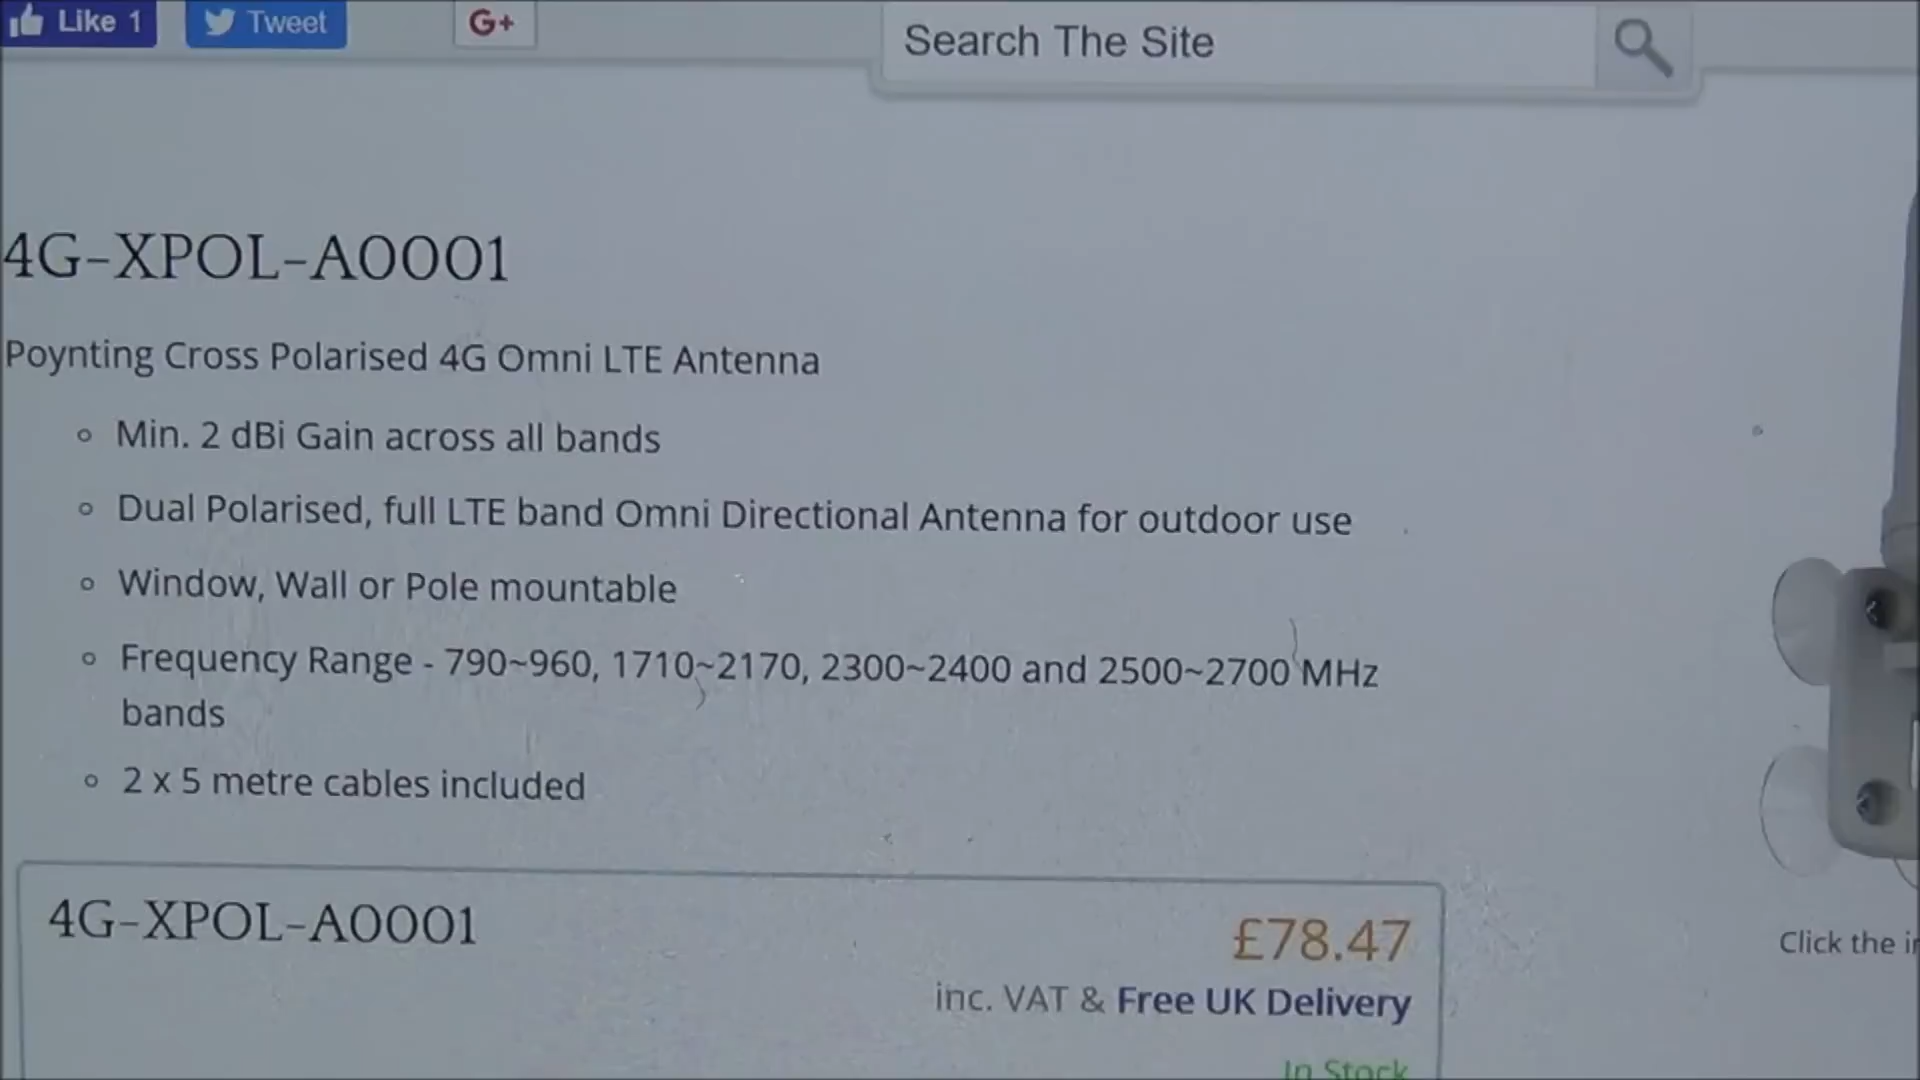 Like 1
Tweet
G+
Search The Site
4G-XPOL-A0001
Poynting Cross Polarised 4G Omni LTE Antenna
Min. 2 dBi Gain across all bands
Dual Polarised, full LTE band Omni Directional Antenna for outdoor use
Window, Wall or Pole mountable
Frequency Range - 790~960, 1710~2170, 2300~2400 and 2500~2700 MHz
bands
2 x 5 metre cables included
4G-XPOL-A0001
£78.47
inc. VAT & Free UK Delivery
In Stock
Click the